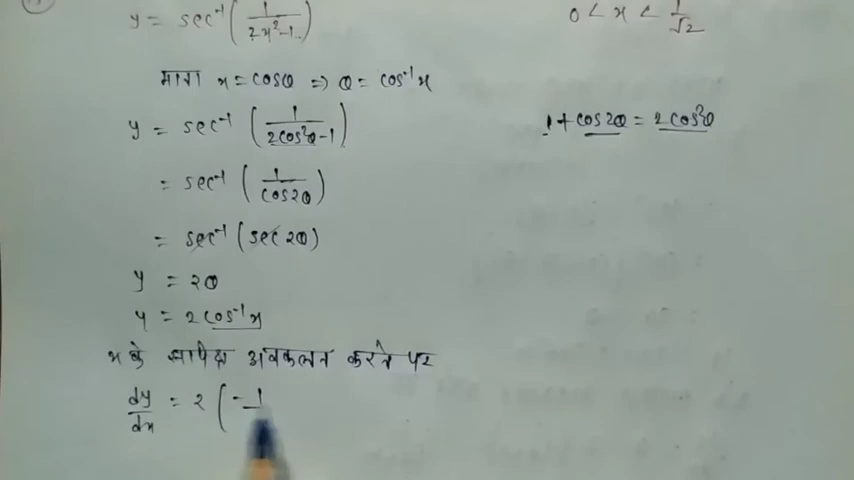 y = sec⁻¹(1/(2x²-1)) 0 < x < 1/√2
माना x = cosθ ⇒ θ = cos⁻¹x
y = sec⁻¹(1/(2cos²θ-1)) 1 + cos2θ = 2cos²θ
= sec⁻¹(1/cos2θ)
= sec⁻¹(sec2θ)
y = 2θ
y = 2cos⁻¹x
x के सापेक्ष अवकलन करने पर
dy/dx = 2(-1